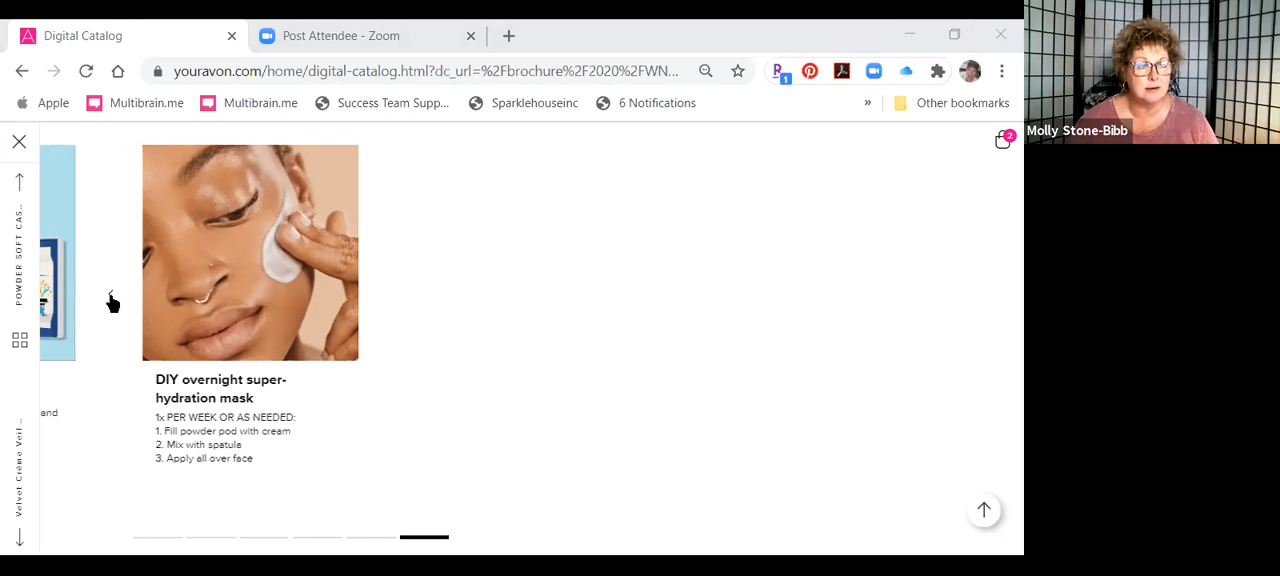 Digital Catalog
Post Attendee - Zoom
youravon.com/home/digital-catalog.html?dc_url=%2Fbrochure%2F2020%2FWN...
1
Apple
Multibrain.me
Multibrain.me
Success Team Supp...
Sparklehouseinc
6 Notifications
»
Other bookmarks
Molly Stone-Bibb
2
POWDER SOFT CAS..
and
DIY overnight super-
hydration mask
1x PER WEEK OR AS NEEDED:
1. Fill powder pod with cream
2. Mix with spatula
3. Apply all over face
Velvet Crème Veil ..